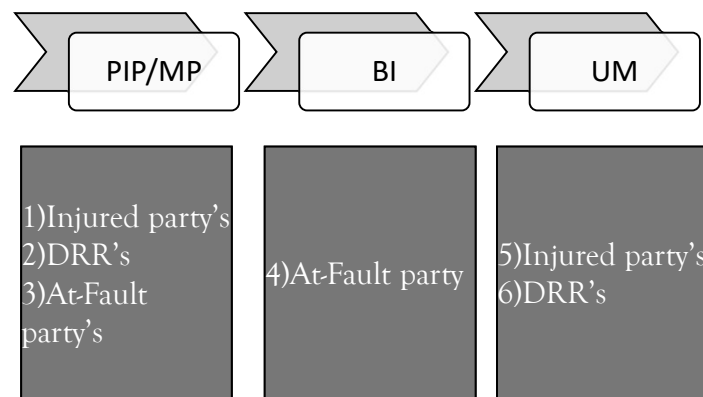 PIP/MP
BI
UM
1)Injured party’s
2)DRR’s
3)At-Fault
party’s
4)At-Fault party
5)Injured party’s
6)DRR’s